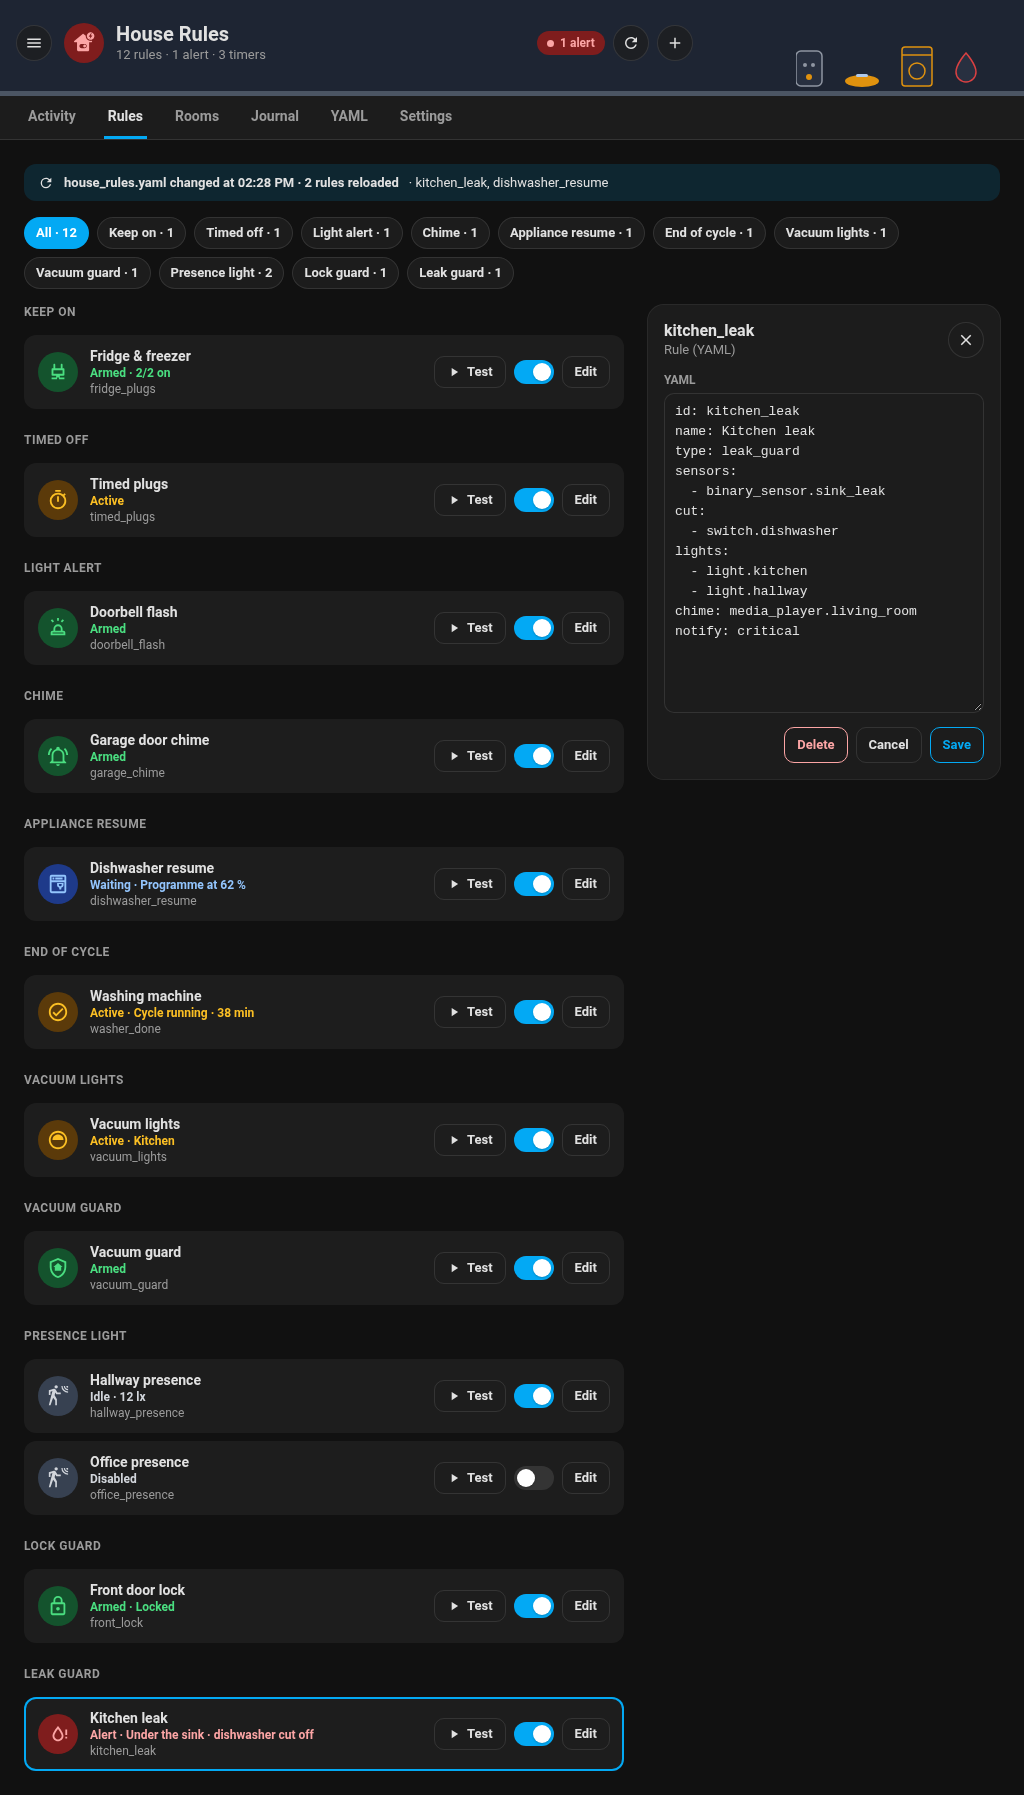 House Rules
12 rules · 1 alert · 3 timers
1 alert
Activity
Rules
Rooms
Journal
YAML
Settings
house_rules.yaml changed at 02:28 PM · 2 rules reloaded · kitchen_leak, dishwasher_resume
All · 12
Keep on · 1
Timed off · 1
Light alert · 1
Chime · 1
Appliance resume · 1
End of cycle · 1
Vacuum lights · 1
Vacuum guard · 1
Presence light · 2
Lock guard · 1
Leak guard · 1
KEEP ON
Fridge & freezer
Armed · 2/2 on
fridge_plugs
Test
Edit
TIMED OFF
Timed plugs
Active
timed_plugs
Test
Edit
LIGHT ALERT
Doorbell flash
Armed
doorbell_flash
Test
Edit
CHIME
Garage door chime
Armed
garage_chime
Test
Edit
APPLIANCE RESUME
Dishwasher resume
Waiting · Programme at 62 %
dishwasher_resume
Test
Edit
END OF CYCLE
Washing machine
Active · Cycle running · 38 min
washer_done
Test
Edit
VACUUM LIGHTS
Vacuum lights
Active · Kitchen
vacuum_lights
Test
Edit
VACUUM GUARD
Vacuum guard
Armed
vacuum_guard
Test
Edit
PRESENCE LIGHT
Hallway presence
Idle · 12 lx
hallway_presence
Test
Edit
Office presence
Disabled
office_presence
Test
Edit
LOCK GUARD
Front door lock
Armed · Locked
front_lock
Test
Edit
LEAK GUARD
Kitchen leak
Alert · Under the sink · dishwasher cut off
kitchen_leak
Test
Edit
kitchen_leak
Rule (YAML)
YAML
id: kitchen_leak
name: Kitchen leak
type: leak_guard
sensors:
  - binary_sensor.sink_leak
cut:
  - switch.dishwasher
lights:
  - light.kitchen
  - light.hallway
chime: media_player.living_room
notify: critical
Delete
Cancel
Save